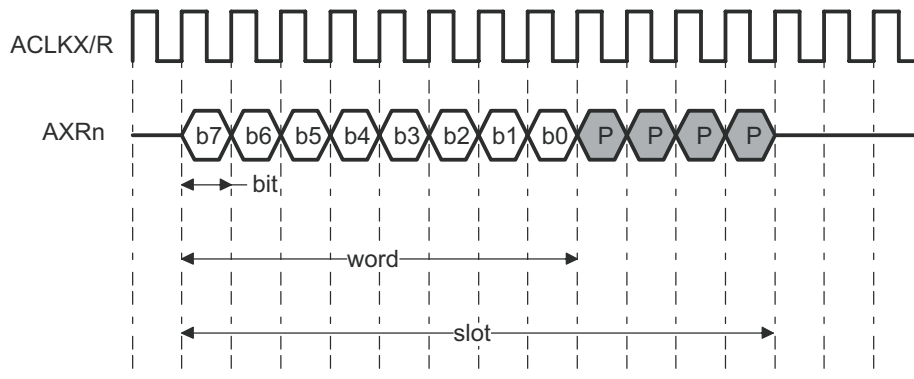 ACLKX/R
AXRn b7 b6 b5 b4 b3 b2 b1 b0 P P P P
bit
word
slot